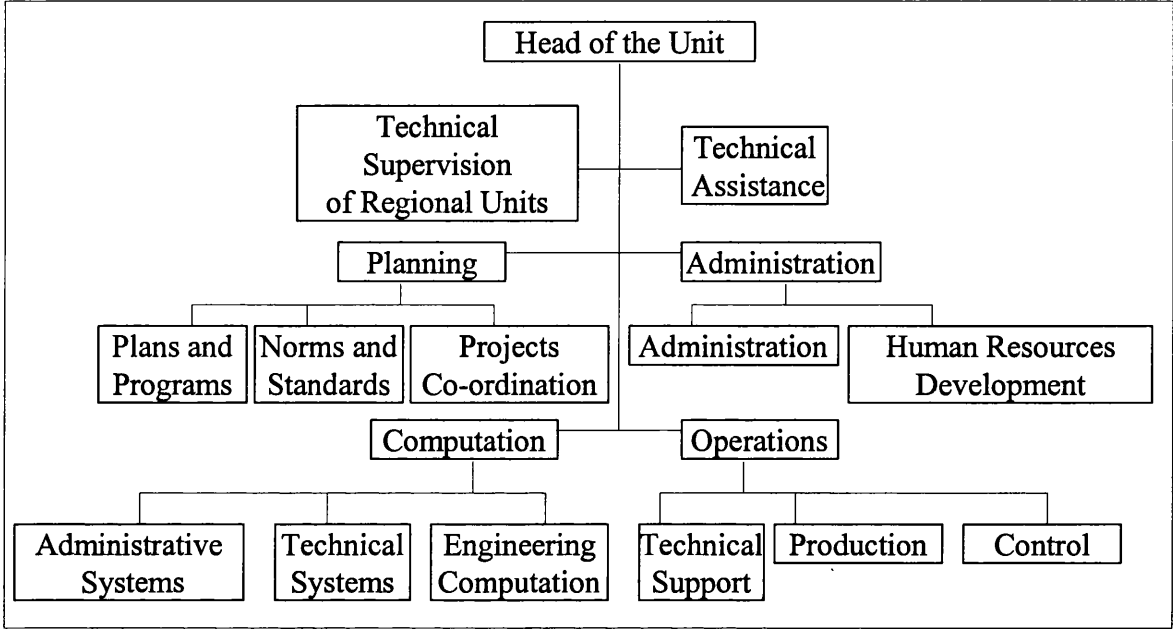 Head of the Unit
Technical
Supervision
of Regional Units
Technical
Assistance
Planning
Administration
Plans and
Programs
Norms and
Standards
Projects
Co-ordination
Administration
Human Resources
Development
Computation
Operations
Administrative
Systems
Technical
Systems
Engineering
Computation
Technical
Support
Production
Control